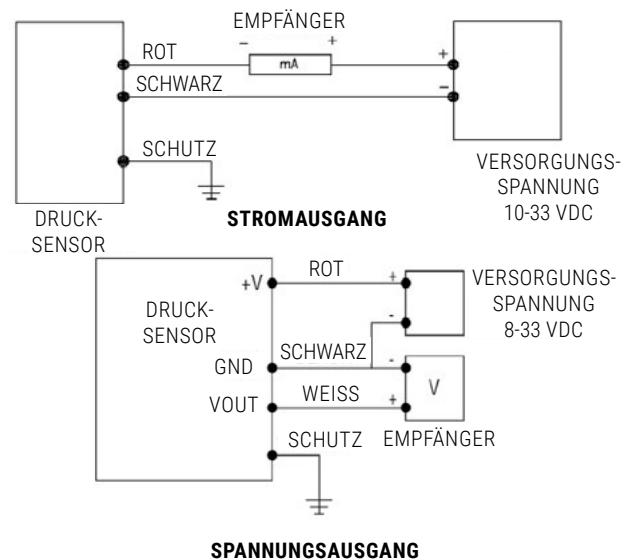 EMPFÄNGER
ROT
- +
mA
+
SCHWARZ
-
SCHUTZ
DRUCK-
SENSOR
VERSORGUNGS-
SPANNUNG
10-33 VDC
STROMAUSGANG
ROT
+V
+
VERSORGUNGS-
SPANNUNG
8-33 VDC
DRUCK-
SENSOR
-
SCHWARZ
GND
-
V
WEISS
VOUT
+
EMPFÄNGER
SCHUTZ
SPANNUNGSAUSGANG